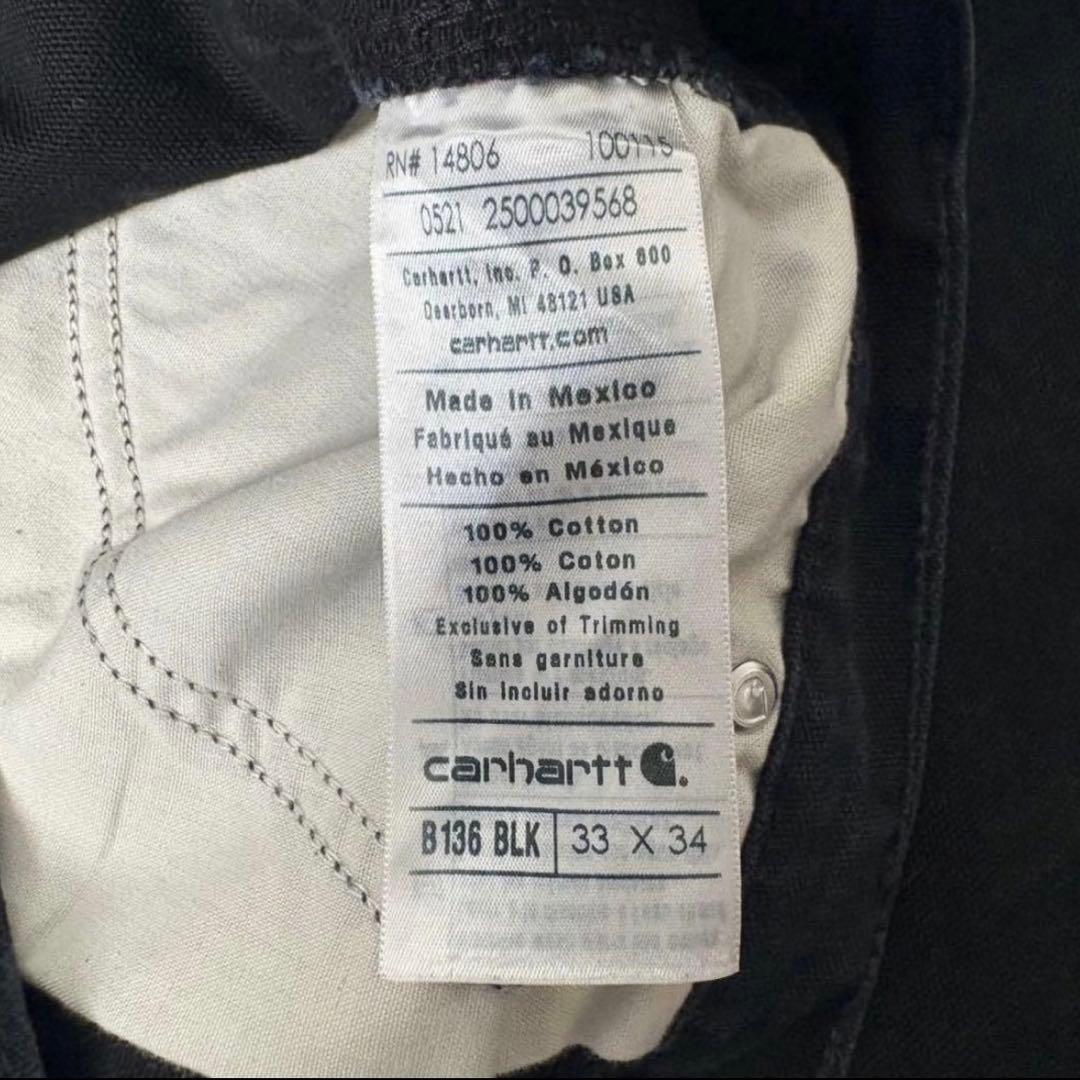 RN# 14806 100115
0521 2500039568
Carhartt, Inc. P. O. Box 600
Dearborn, MI 48121 USA
carhartt.com
Made in Mexico
Fabriqué au Mexique
Hecho en México
100% Cotton
100% Coton
100% Algodón
Exclusive of Trimming
Sans garniture
Sin incluir adorno
carhartt
B136 BLK 33 X 34